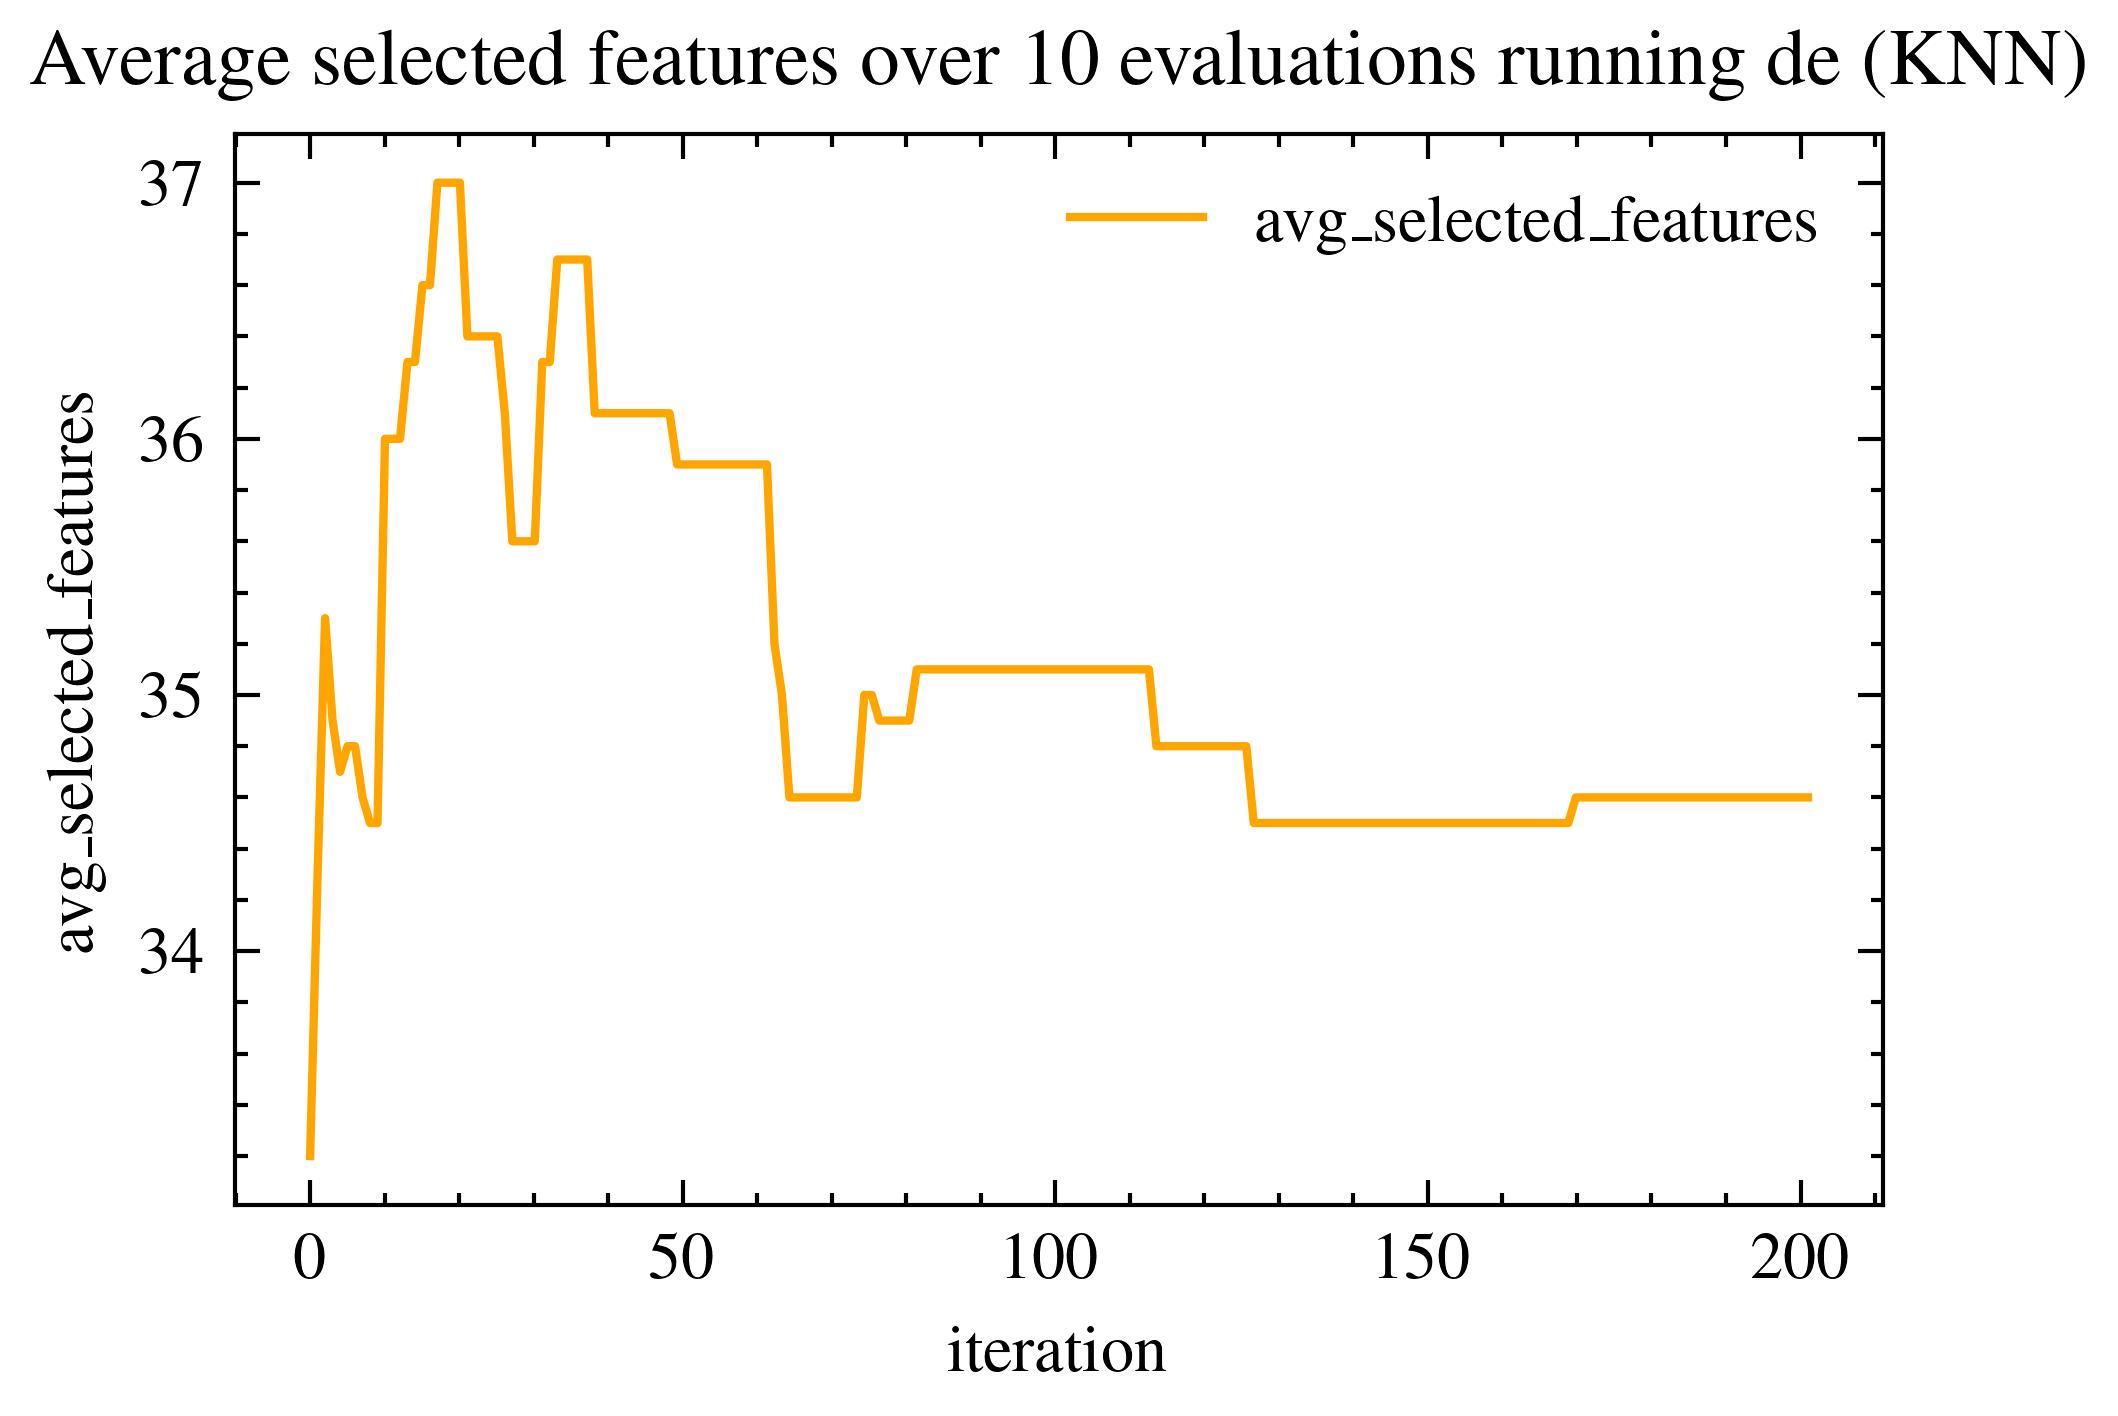 Average selected features over 10 evaluations running de (KNN)
avg_selected_features
37
36
35
34
avg_selected_features
0 50 100 150 200
iteration